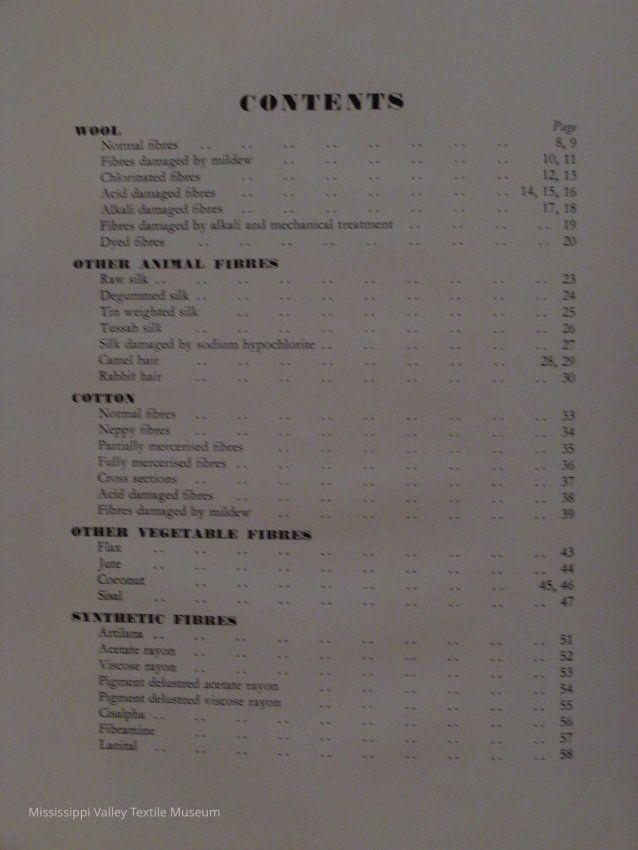 CONTENTS
Page
WOOL
Normal fibres .. .. .. .. .. .. .. .. 8, 9
Fibres damaged by mildew .. .. .. .. .. .. 10, 11
Chlorinated fibres .. .. .. .. .. .. .. 12, 13
Acid damaged fibres .. .. .. .. .. .. .. 14, 15, 16
Alkali damaged fibres .. .. .. .. .. .. .. 17, 18
Fibres damaged by alkali and mechanical treatment .. .. .. .. 19
Dyed fibres .. .. .. .. .. .. .. .. .. 20
OTHER ANIMAL FIBRES
Raw silk .. .. .. .. .. .. .. .. .. .. 23
Degummed silk .. .. .. .. .. .. .. .. .. 24
Tin weighted silk .. .. .. .. .. .. .. .. 25
Tussah silk .. .. .. .. .. .. .. .. .. 26
Silk damaged by sodium hypochlorite .. .. .. .. .. .. 27
Camel hair .. .. .. .. .. .. .. .. 28, 29
Rabbit hair .. .. .. .. .. .. .. .. .. 30
COTTON
Normal fibres .. .. .. .. .. .. .. .. .. 33
Neppy fibres .. .. .. .. .. .. .. .. .. 34
Partially mercerised fibres .. .. .. .. .. .. .. 35
Fully mercerised fibres .. .. .. .. .. .. .. .. 36
Cross sections .. .. .. .. .. .. .. .. .. 37
Acid damaged fibres .. .. .. .. .. .. .. .. 38
Fibres damaged by mildew .. .. .. .. .. .. .. 39
OTHER VEGETABLE FIBRES
Flax .. .. .. .. .. .. .. .. .. .. 43
Jute .. .. .. .. .. .. .. .. .. .. 44
Coconut .. .. .. .. .. .. .. .. 45, 46
Sisal .. .. .. .. .. .. .. .. .. .. 47
SYNTHETIC FIBRES
Artilana .. .. .. .. .. .. .. .. .. .. 51
Acetate rayon .. .. .. .. .. .. .. .. .. 52
Viscose rayon .. .. .. .. .. .. .. .. .. 53
Pigment delustred acetate rayon .. .. .. .. .. .. 54
Pigment delustred viscose rayon .. .. .. .. .. .. 55
Cisalpha .. .. .. .. .. .. .. .. .. .. 56
Fibramine .. .. .. .. .. .. .. .. .. 57
Lanital .. .. .. .. .. .. .. .. .. .. 58
Mississippi Valley Textile Museum